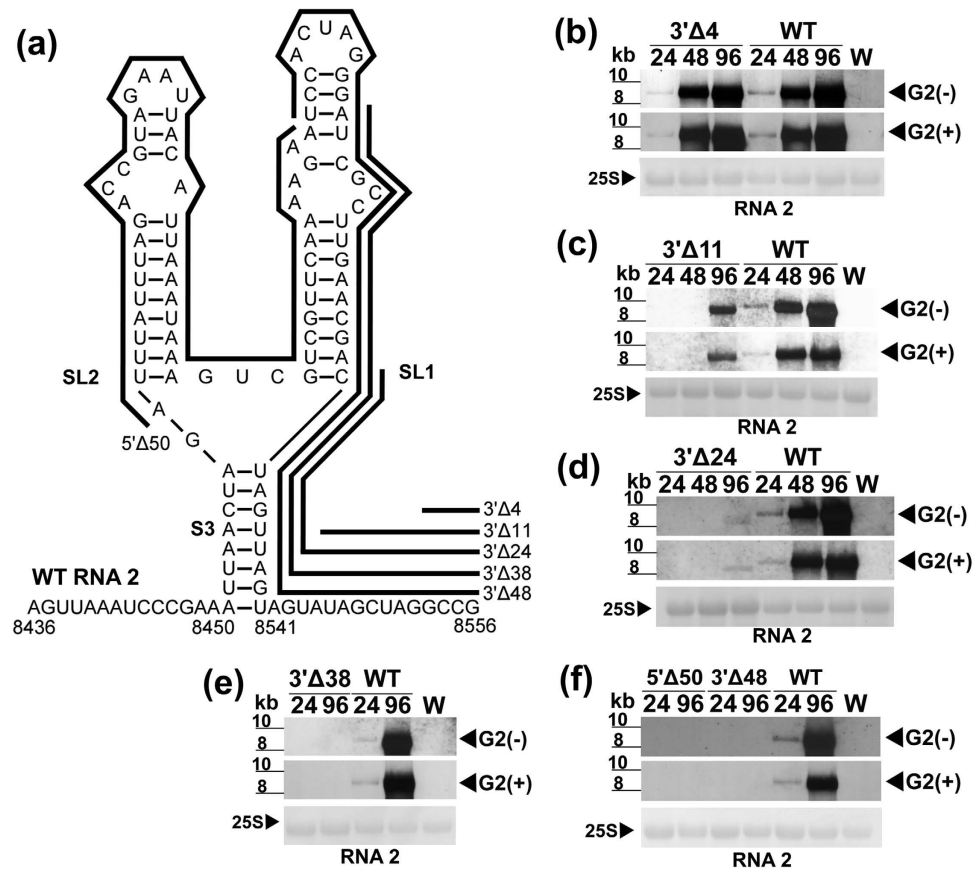 (a)
SL2
SL1
A G U C G
5'Δ50
S3
3'Δ4
3'Δ11
3'Δ24
3'Δ38
3'Δ48
WT RNA 2
AGUUAAAUCCCGAAA–UAGUAUAGCUAGGCCG
8436 8450 8541 8556
(b)
3'Δ4 WT
kb 24 48 96 24 48 96 W
10
8
G2(-)
10
8
G2(+)
25S
RNA 2
(c)
3'Δ11 WT
kb 24 48 96 24 48 96 W
10
8
G2(-)
10
8
G2(+)
25S
RNA 2
(d)
3'Δ24 WT
kb 24 48 96 24 48 96 W
10
8
G2(-)
10
8
G2(+)
25S
RNA 2
(e)
3'Δ38 WT
kb 24 96 24 96 W
10
8
G2(-)
10
8
G2(+)
25S
RNA 2
(f)
5'Δ50 3'Δ48 WT
kb 24 96 24 96 24 96 W
10
8
G2(-)
10
8
G2(+)
25S
RNA 2